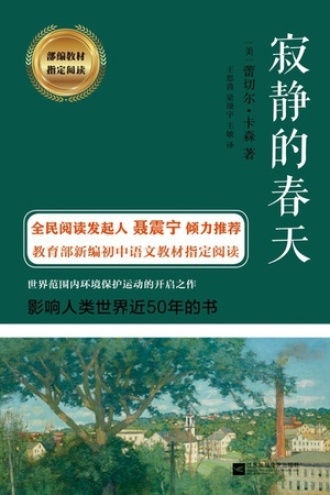 部编教材
指定阅读
寂静的春天
〔美〕蕾切尔·卡森 著
全民阅读发起人 聂震宁 倾力推荐
教育部新编初中语文教材指定阅读
世界范围内环境保护运动的开启之作
影响人类世界近50年的书